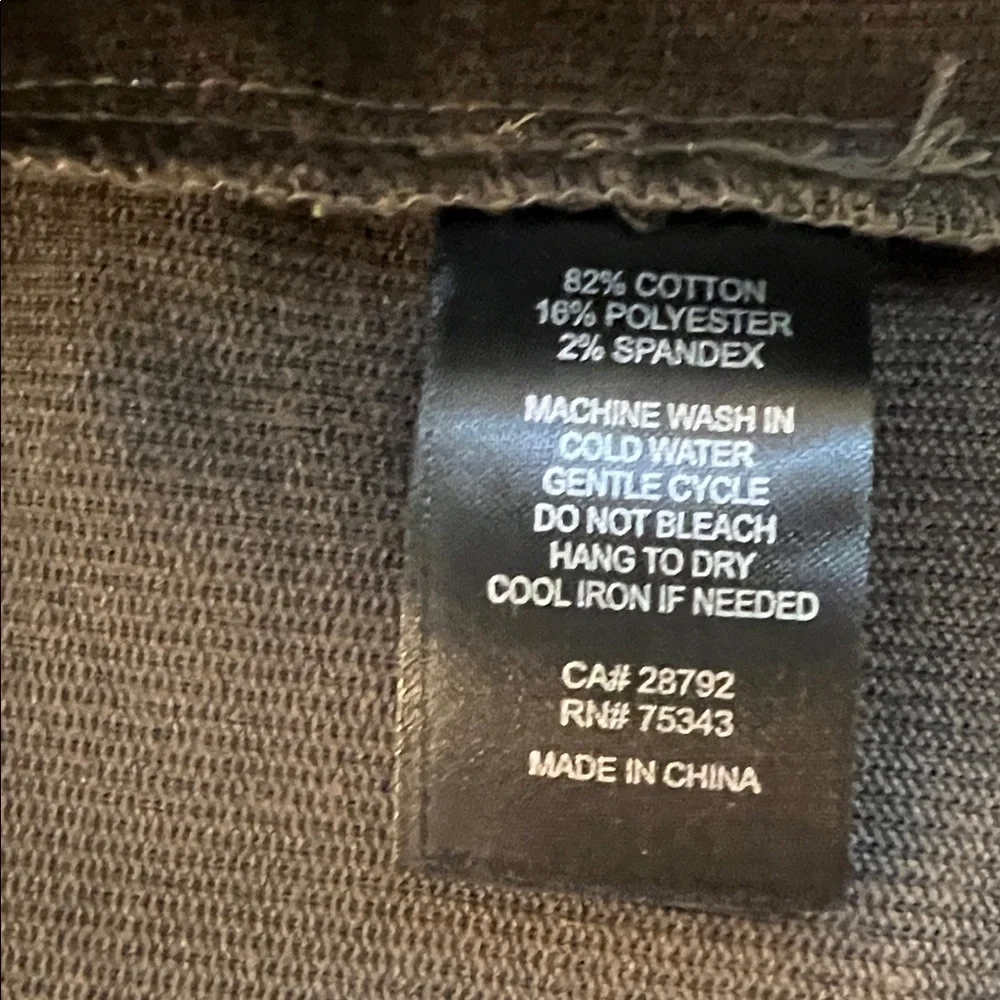 82% COTTON
16% POLYESTER
2% SPANDEX
MACHINE WASH IN
COLD WATER
GENTLE CYCLE
DO NOT BLEACH
HANG TO DRY
COOL IRON IF NEEDED
CA# 28792
RN# 75343
MADE IN CHINA